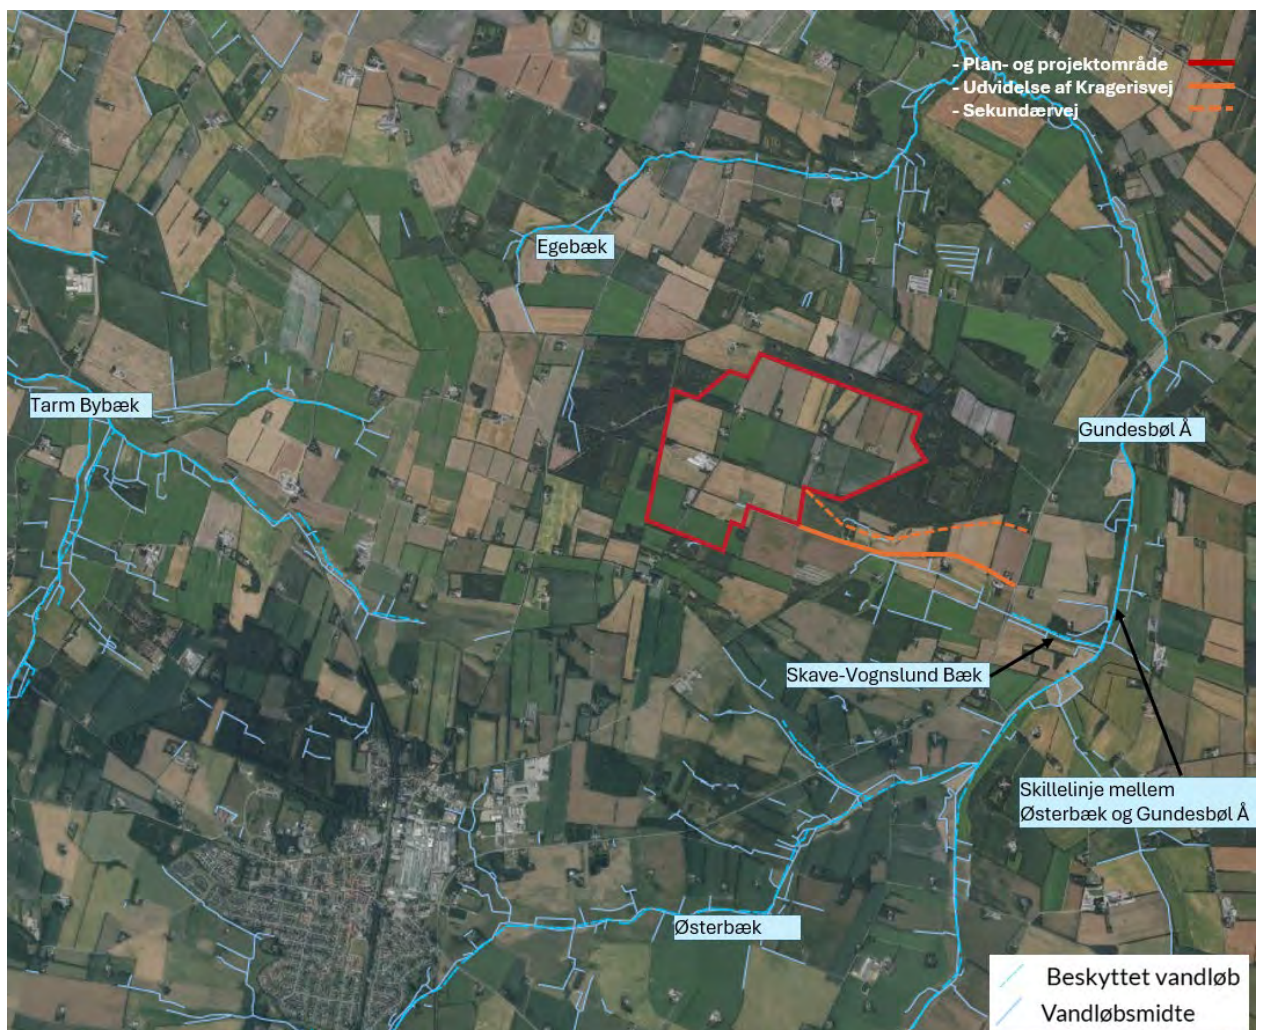 - Plan- og projektområde
- Udvidelse af Kragerisvej
- Sekundærvej
Egebæk
Tarm Bybæk
Gundesbøl Å
Skave-Vognslund Bæk
Skillelinje mellem
Østerbæk og Gundesbøl Å
Østerbæk
Beskyttet vandløb
Vandløbsmidte